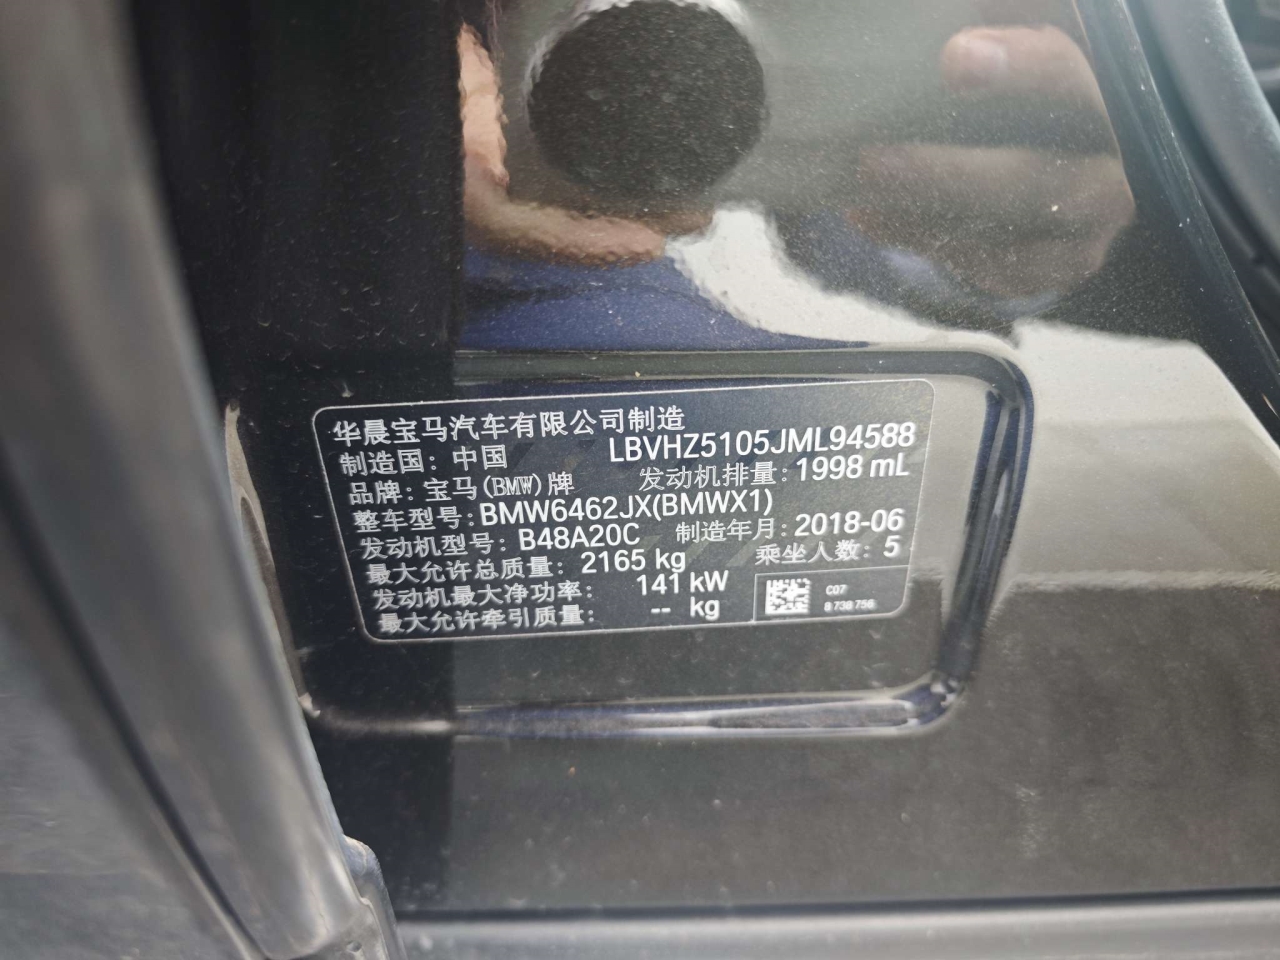 华晨宝马汽车有限公司制造
制造国：中国 LBVHZ5105JML94588
品牌：宝马(BMW)牌 发动机排量：1998 mL
整车型号：BMW6462JX(BMWX1)
发动机型号：B48A20C 制造年月：2018-06
最大允许总质量：2165 kg 乘坐人数：5
发动机最大净功率：141 kW
最大允许牵引质量：-- kg
C07
8 738 756